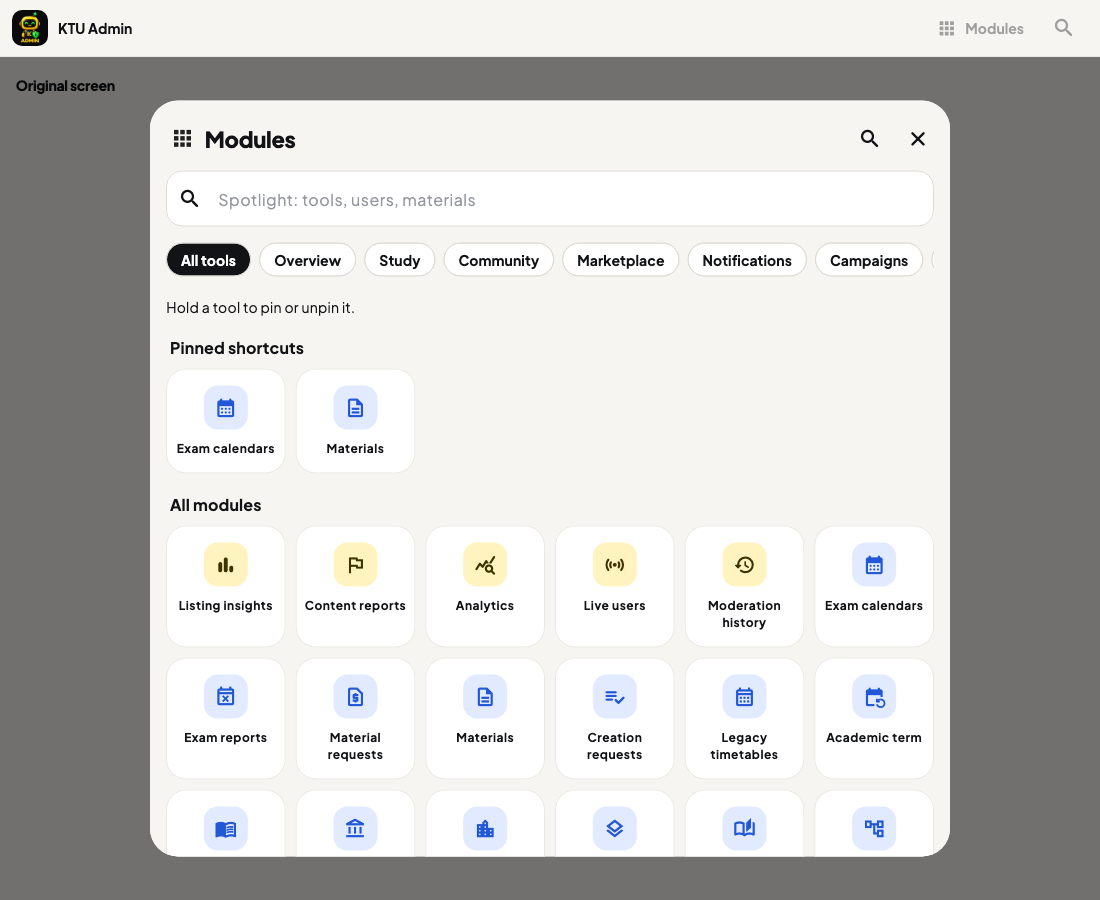 KTU Admin
Modules
Original screen
Modules
Spotlight: tools, users, materials
All tools
Overview
Study
Community
Marketplace
Notifications
Campaigns
Hold a tool to pin or unpin it.
Pinned shortcuts
Exam calendars
Materials
All modules
Listing insights
Content reports
Analytics
Live users
Moderation
history
Exam calendars
Exam reports
Material
requests
Materials
Creation
requests
Legacy
timetables
Academic term